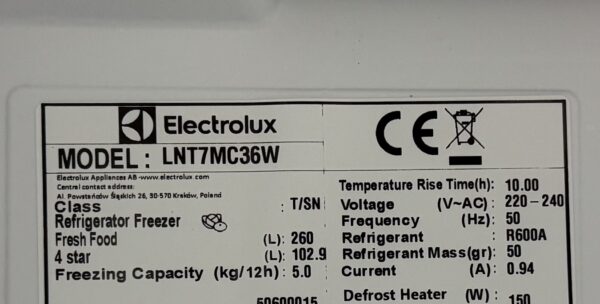 Electrolux
CE
MODEL: LNT7MC36W
Electrolux Appliances AB -www.electrolux.com
Central contact address:
Al. Powstańców Śląskich 26, 30-570 Kraków, Poland
Class : T/SN
Refrigerator Freezer
Fresh Food (L): 260
4 star (L): 102.9
Freezing Capacity (kg/12h): 5.0
Temperature Rise Time(h): 10.00
Voltage (V~AC): 220-240
Frequency (Hz): 50
Refrigerant : R600A
Refrigerant Mass(gr): 50
Current (A): 0.94
Defrost Heater (W): 150